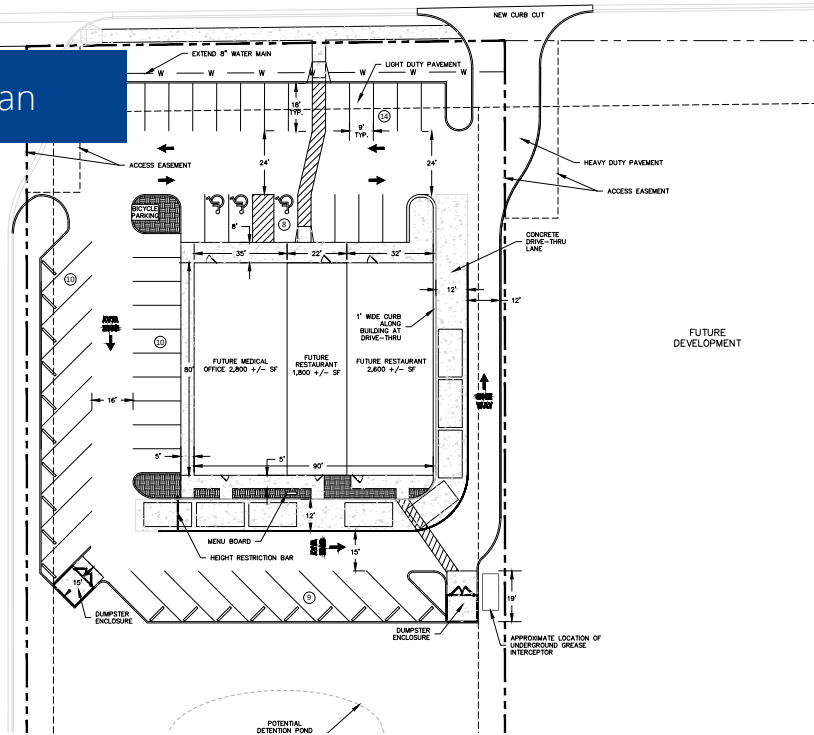 NEW CURB CUT
EXTEND 8" WATER MAIN
W W W W W W W
LIGHT DUTY PAVEMENT
an
18'
TYP.
14
9'
TYP.
24'
24'
ACCESS EASEMENT
HEAVY DUTY PAVEMENT
ACCESS EASEMENT
BICYCLE
PARKING
8
8'
CONCRETE
DRIVE-THRU
LANE
35'
22'
32'
10
12'
12'
1' WIDE CURB
ALONG
BUILDING AT
DRIVE-THRU
10
FUTURE
DEVELOPMENT
80'
FUTURE MEDICAL
OFFICE 2,800 +/- SF
FUTURE
RESTAURANT
1,800 +/- SF
FUTURE RESTAURANT
2,600 +/- SF
16'
5'
5'
90'
12'
MENU BOARD
HEIGHT RESTRICTION BAR
15'
15'
9
19'
DUMPSTER
ENCLOSURE
DUMPSTER
ENCLOSURE
APPROXIMATE LOCATION OF
UNDERGROUND GREASE
INTERCEPTOR
POTENTIAL
DETENTION POND